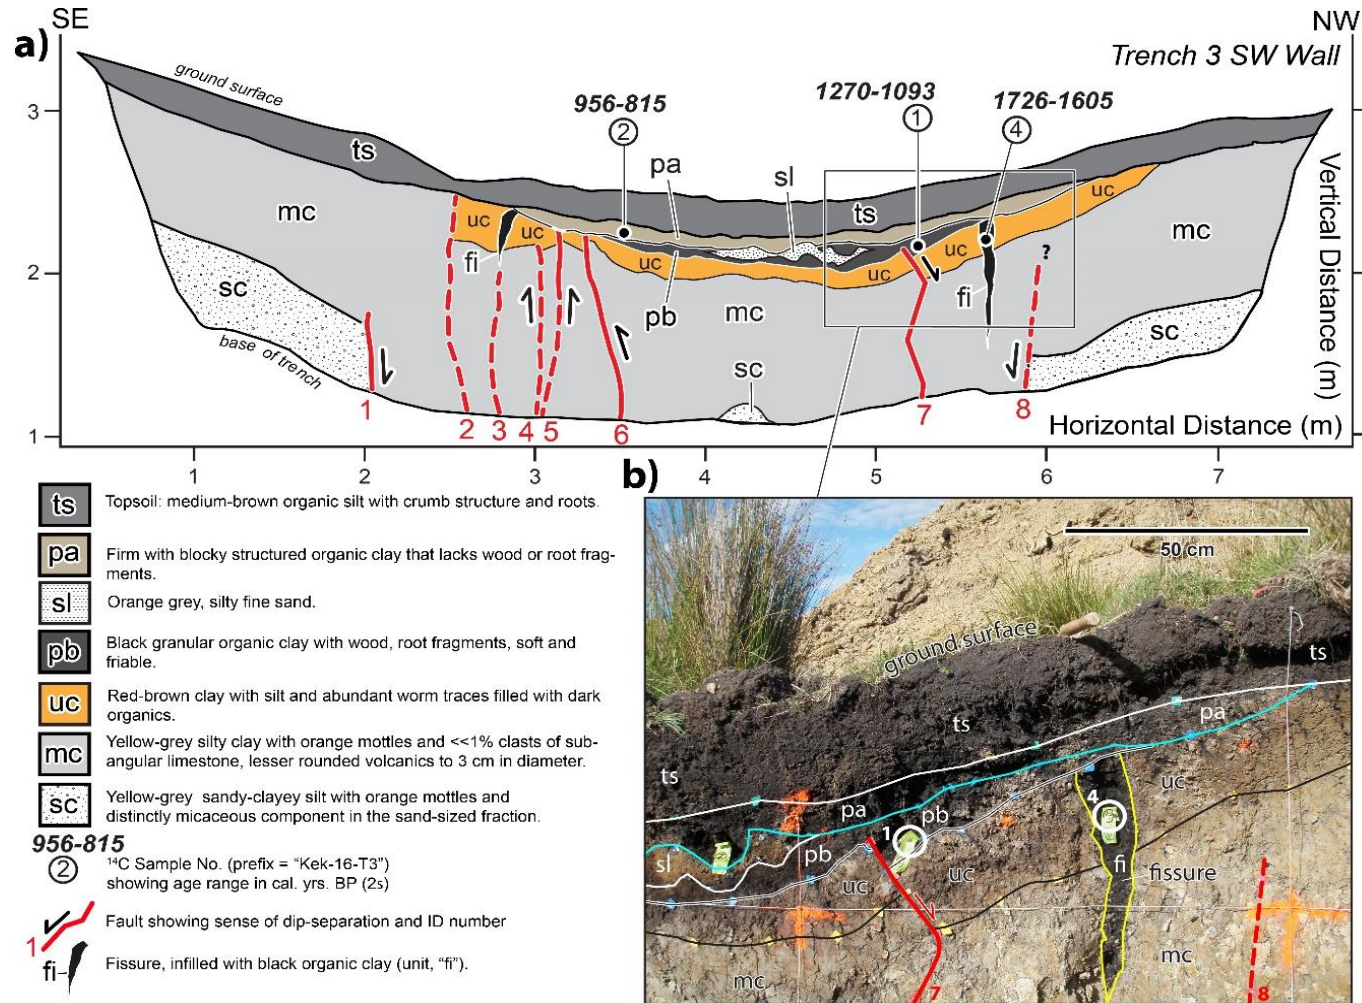 SE
NW
a)
Trench 3 SW Wall
ground surface
956-815
2
1270-1093
1
1726-1605
4
3
ts
pa
sl
ts
uc
mc
uc
uc
fi
uc
uc
uc
?
mc
2
sc
pb
mc
fi
sc
base of trench
sc
1
2
3
4
5
6
7
8
Vertical Distance (m)
Horizontal Distance (m)
1
1
2
3
4
5
6
7
ts
Topsoil: medium-brown organic silt with crumb structure and roots.
pa
Firm with blocky structured organic clay that lacks wood or root frag-
ments.
sl
Orange grey, silty fine sand.
pb
Black granular organic clay with wood, root fragments, soft and
friable.
uc
Red-brown clay with silt and abundant worm traces filled with dark
organics.
mc
Yellow-grey silty clay with orange mottles and <<1% clasts of sub-
angular limestone, lesser rounded volcanics to 3 cm in diameter.
sc
Yellow-grey sandy-clayey silt with orange mottles and
distinctly micaceous component in the sand-sized fraction.
956-815
2
¹⁴C Sample No. (prefix = “Kek-16-T3”)
showing age range in cal. yrs. BP (2s)
1
Fault showing sense of dip-separation and ID number
fi
Fissure, infilled with black organic clay (unit, “fi”).
b)
50 cm
ground surface
ts
ts
pa
ts
pa
uc
4
1
pb
sl
pb
uc
uc
fi
fissure
mc
mc
7
8